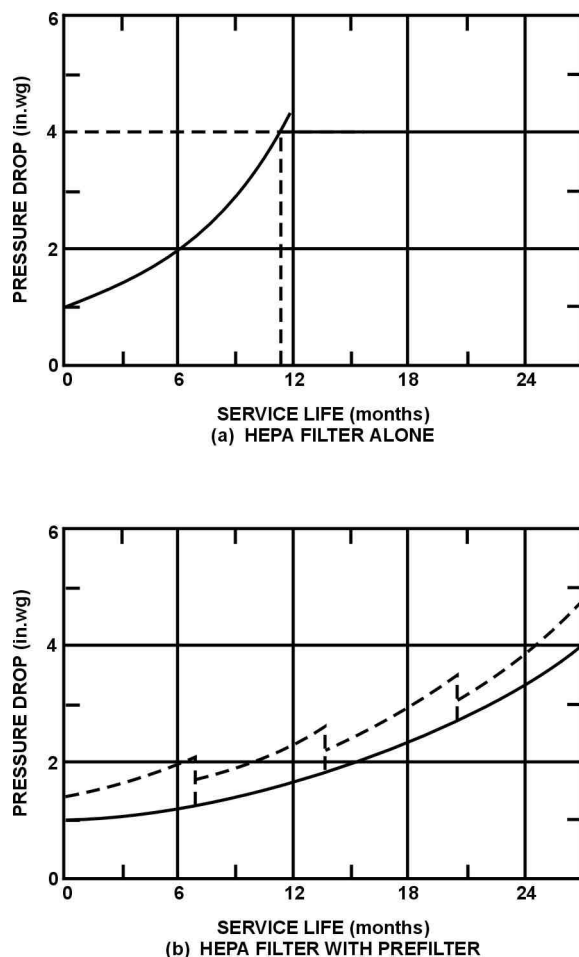 PRESSURE DROP (in.wg)
6
4
2
0
0 6 12 18 24
SERVICE LIFE (months)
(a) HEPA FILTER ALONE
PRESSURE DROP (in.wg)
6
4
2
0
0 6 12 18 24
SERVICE LIFE (months)
(b) HEPA FILTER WITH PREFILTER